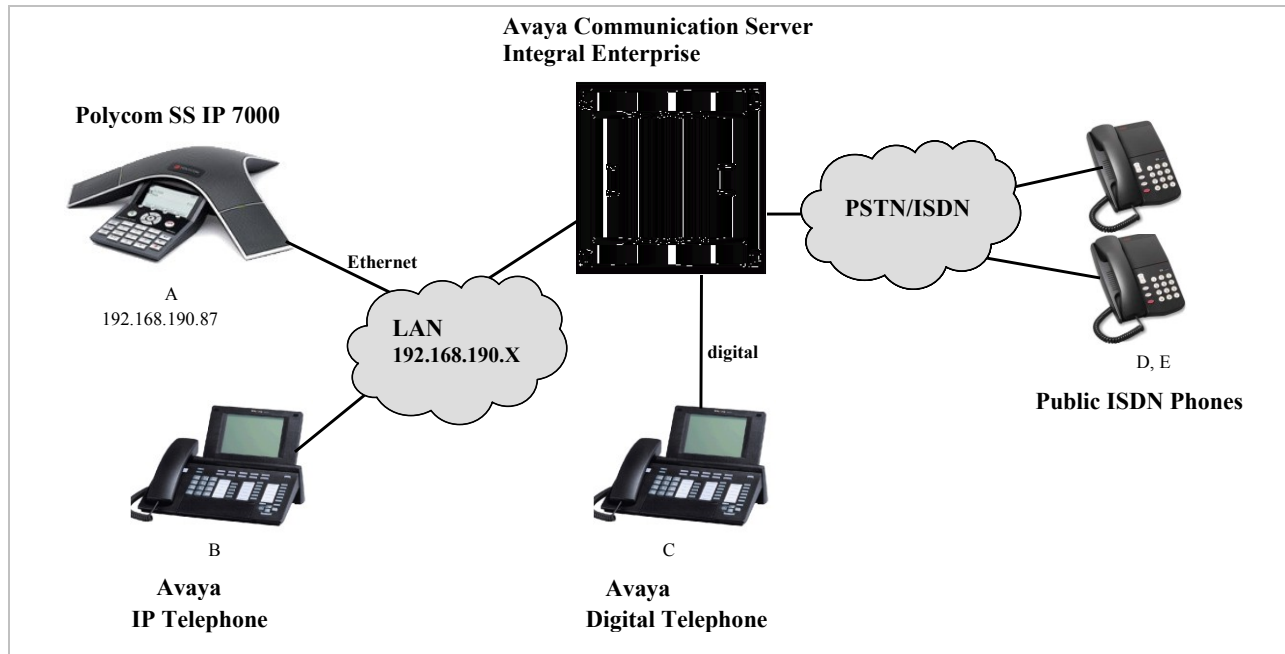 Avaya Communication Server
Integral Enterprise
Polycom SS IP 7000
Ethernet
A
192.168.190.87
LAN
192.168.190.X
PSTN/ISDN
digital
D, E
Public ISDN Phones
B
Avaya
IP Telephone
C
Avaya
Digital Telephone